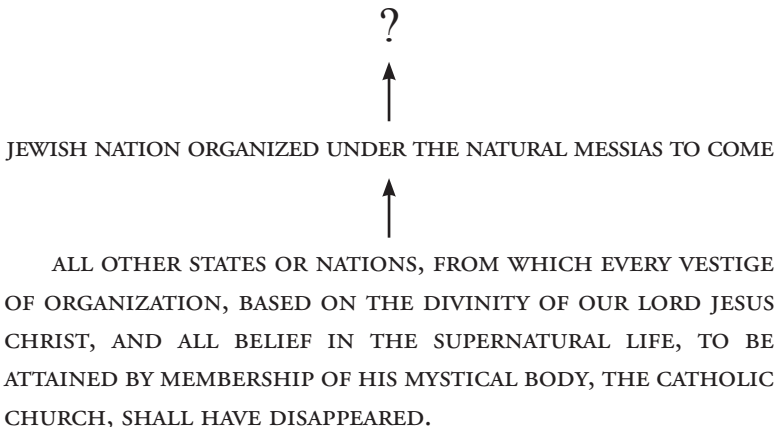 ?
JEWISH NATION ORGANIZED UNDER THE NATURAL MESSIAS TO COME
ALL OTHER STATES OR NATIONS, FROM WHICH EVERY VESTIGE
OF ORGANIZATION, BASED ON THE DIVINITY OF OUR LORD JESUS
CHRIST, AND ALL BELIEF IN THE SUPERNATURAL LIFE, TO BE
ATTAINED BY MEMBERSHIP OF HIS MYSTICAL BODY, THE CATHOLIC
CHURCH, SHALL HAVE DISAPPEARED.